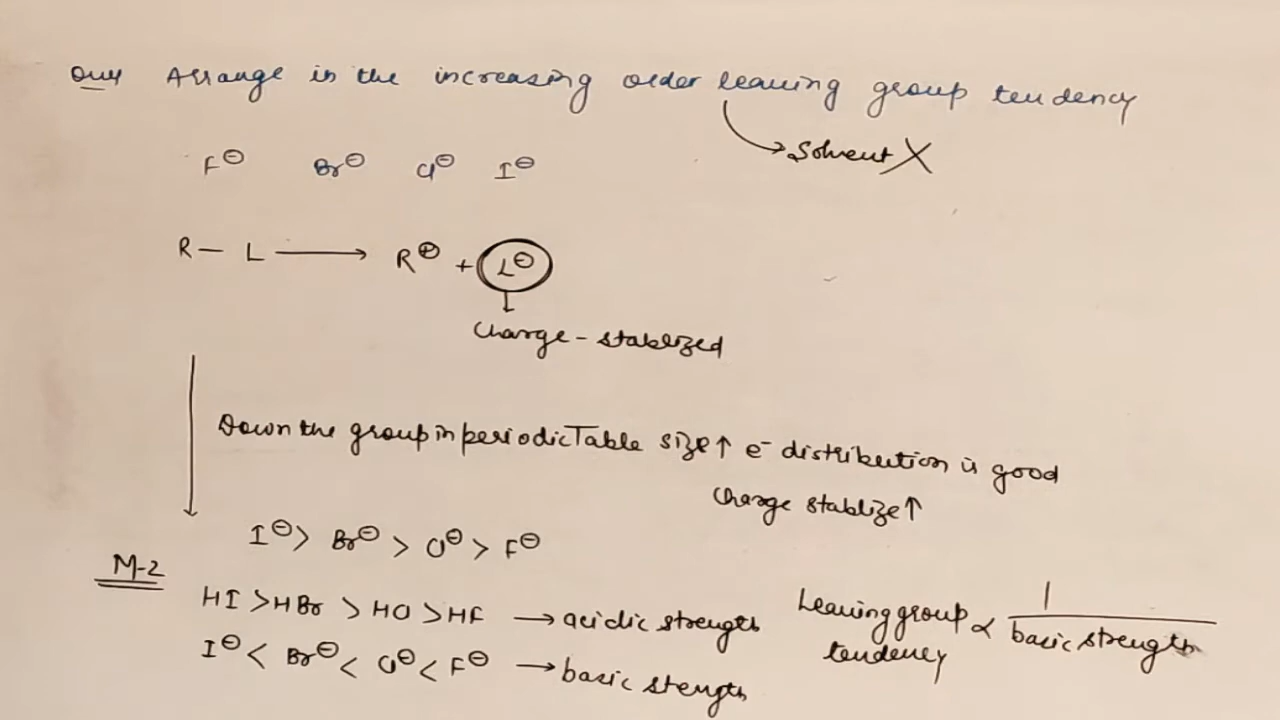 Que Arrange in the increasing order leaving group tendency
Solvent X
F⊖ Br⊖ Cl⊖ I⊖
R – L ⟶ R⊕ + L⊖
Charge - stablized
Down the group in periodic Table size↑ e⁻ distribution is good
Charge stablize↑
I⊖ > Br⊖ > Cl⊖ > F⊖
M-2
HI > HBr > HCl > HF → acidic strength
I⊖ < Br⊖ < Cl⊖ < F⊖ → basic stength
Leaving group tendency ∝ 1 / basic strength